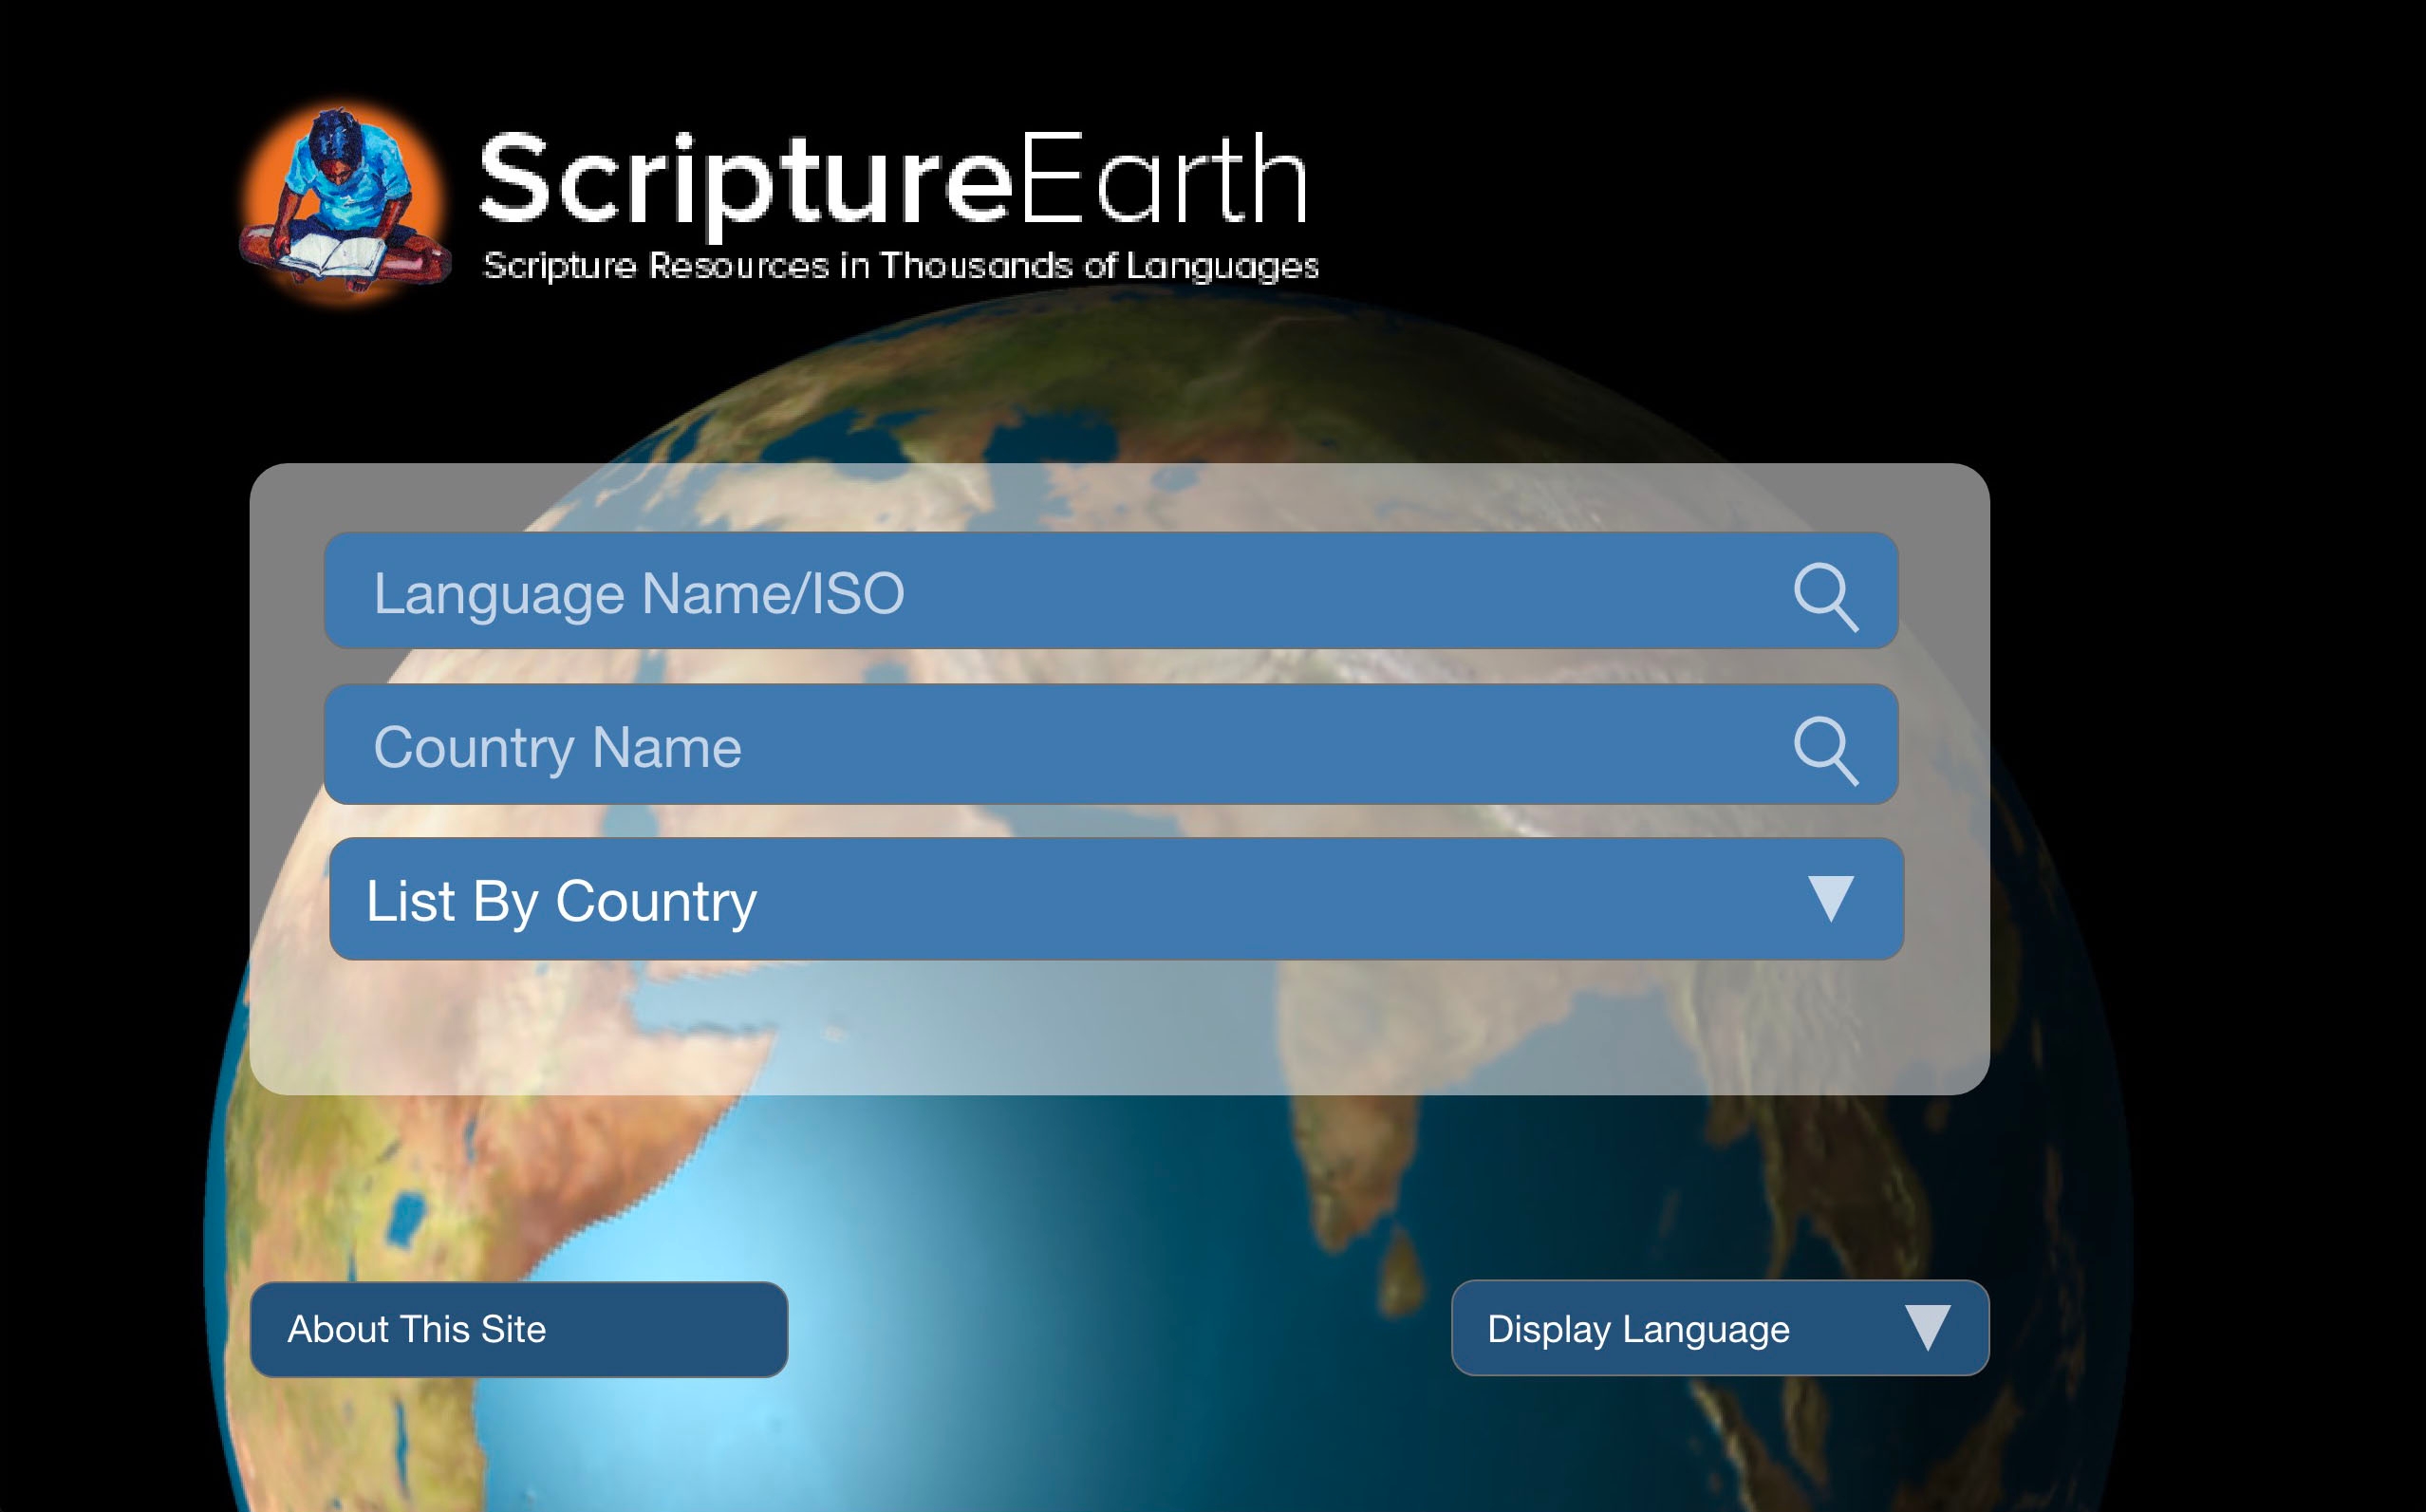 ScriptureEarth
Scripture Resources in Thousands of Languages
Language Name/ISO
Country Name
List By Country
About This Site
Display Language